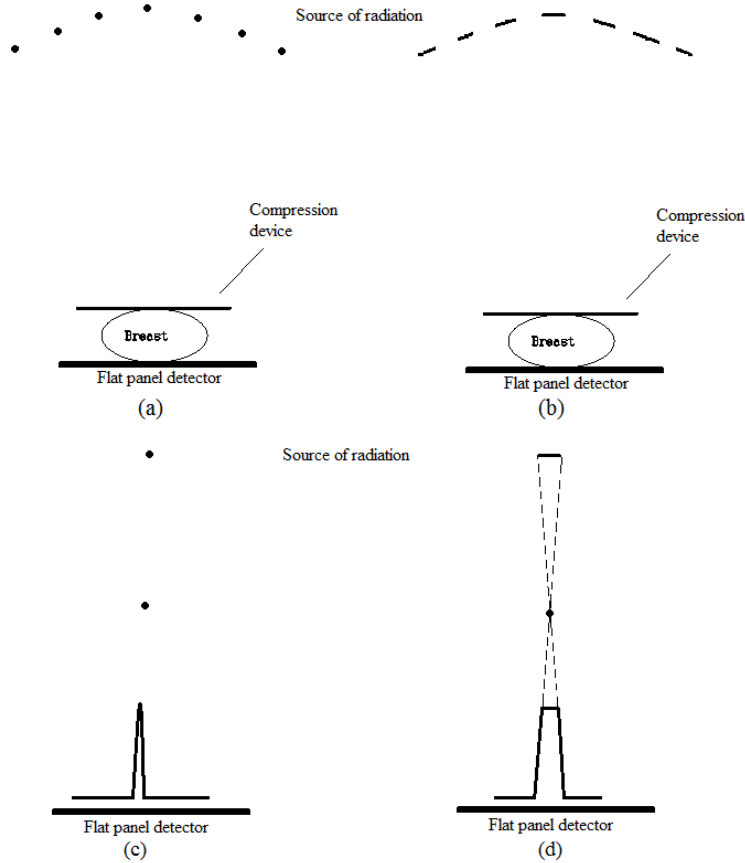 Source of radiation
Compression
device
Compression
device
Breast
Breast
Flat panel detector
Flat panel detector
(a)
(b)
Source of radiation
Flat panel detector
Flat panel detector
(c)
(d)